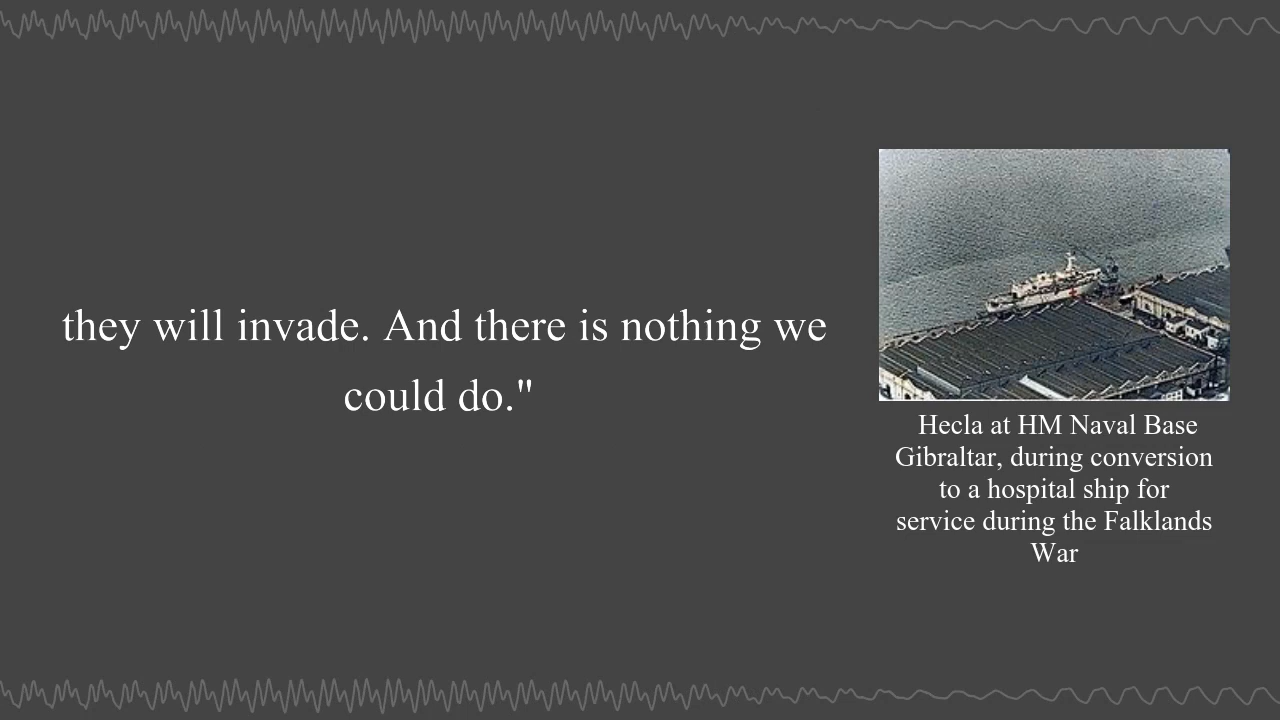 they will invade. And there is nothing we
could do."
Hecla at HM Naval Base
Gibraltar, during conversion
to a hospital ship for
service during the Falklands
War